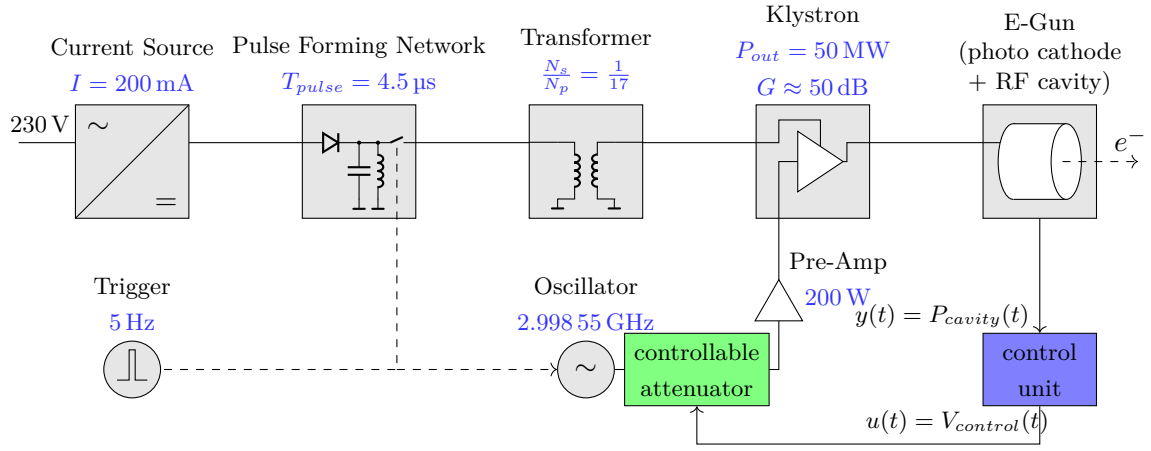 Current Source
I = 200 mA
Pulse Forming Network
T_pulse = 4.5 µs
Transformer
N_s/N_p = 1/17
Klystron
P_out = 50 MW
G ≈ 50 dB
E-Gun
(photo cathode
+ RF cavity)
230 V
~
=
e⁻
Trigger
5 Hz
Oscillator
2.998 55 GHz
~
Pre-Amp
200 W
controllable
attenuator
y(t) = P_cavity(t)
control
unit
u(t) = V_control(t)